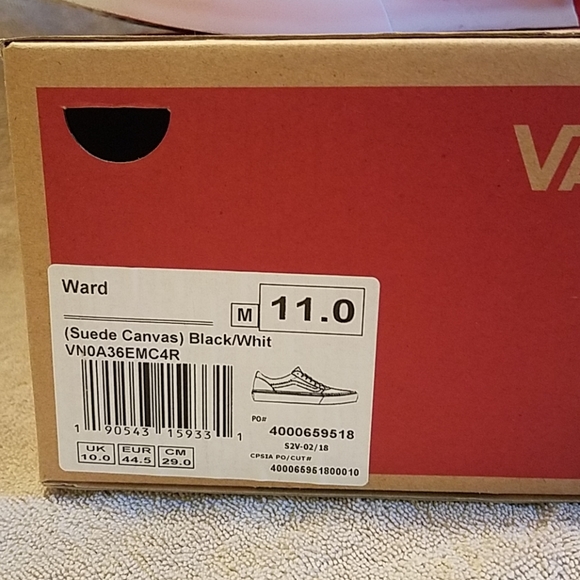 VA
Ward
M 11.0
(Suede Canvas) Black/Whit
VN0A36EMC4R
1 90543 15933 1
PO# 4000659518
S2V-02/18
CPSIA PO/CUT#
400065951800010
UK EUR CM
10.0 44.5 29.0